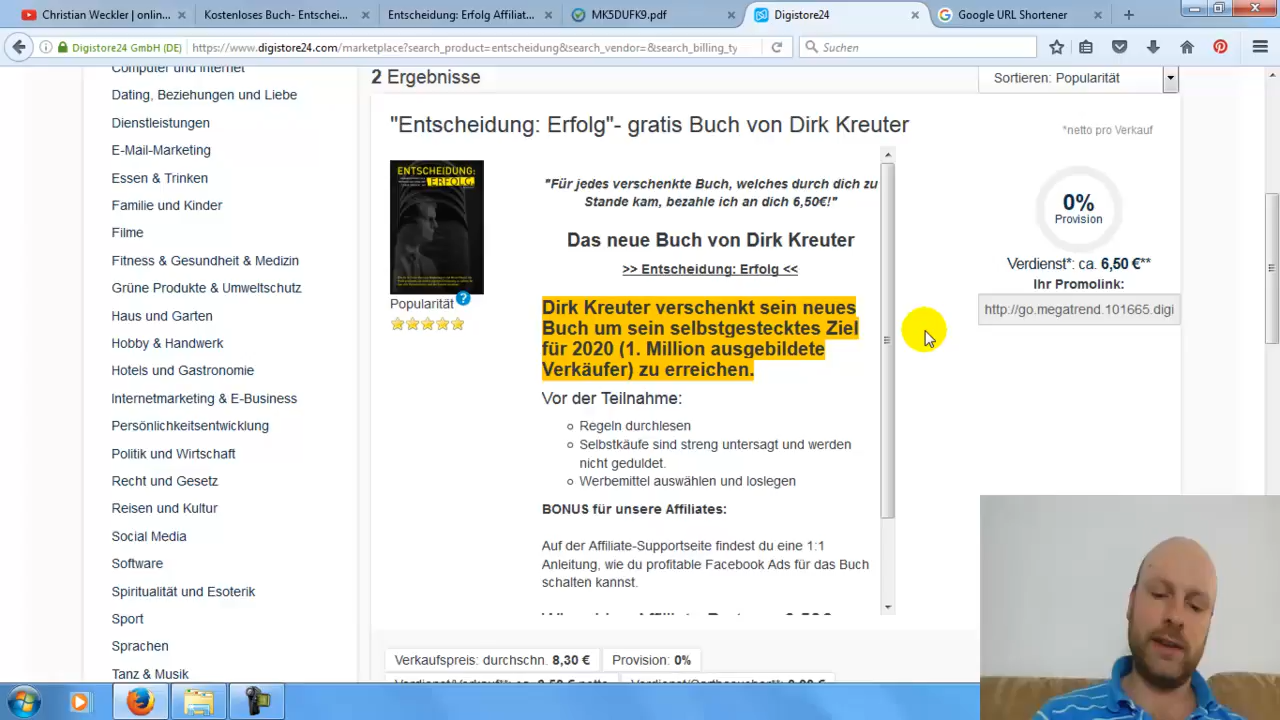 Christian Weckler | onlin...
Kostenloses Buch- Entschei...
Entscheidung: Erfolg Affiliat...
MK5DUFK9.pdf
Digistore24
Google URL Shortener
Digistore24 GmbH (DE)
https://www.digistore24.com/marketplace?search_product=entscheidung&search_vendor=&search_billing_ty
Suchen
Computer und Internet
Dating, Beziehungen und Liebe
Dienstleistungen
E-Mail-Marketing
Essen & Trinken
Familie und Kinder
Filme
Fitness & Gesundheit & Medizin
Grüne Produkte & Umweltschutz
Haus und Garten
Hobby & Handwerk
Hotels und Gastronomie
Internetmarketing & E-Business
Persönlichkeitsentwicklung
Politik und Wirtschaft
Recht und Gesetz
Reisen und Kultur
Social Media
Software
Spiritualität und Esoterik
Sport
Sprachen
Tanz & Musik
2 Ergebnisse
Sortieren: Popularität
"Entscheidung: Erfolg"- gratis Buch von Dirk Kreuter
*netto pro Verkauf
ENTSCHEIDUNG:
ERFOLG.
Popularität
"Für jedes verschenkte Buch, welches durch dich zu
Stande kam, bezahle ich an dich 6,50€!"
Das neue Buch von Dirk Kreuter
>> Entscheidung: Erfolg <<
Dirk Kreuter verschenkt sein neues
Buch um sein selbstgestecktes Ziel
für 2020 (1. Million ausgebildete
Verkäufer) zu erreichen.
Vor der Teilnahme:
Regeln durchlesen
Selbstkäufe sind streng untersagt und werden
nicht geduldet.
Werbemittel auswählen und loslegen
BONUS für unsere Affiliates:
Auf der Affiliate-Supportseite findest du eine 1:1
Anleitung, wie du profitable Facebook Ads für das Buch
schalten kannst.
0%
Provision
Verdienst*: ca. 6,50 €**
Ihr Promolink:
http://go.megatrend.101665.digi
Verkaufspreis: durchschn. 8,30 €
Provision: 0%